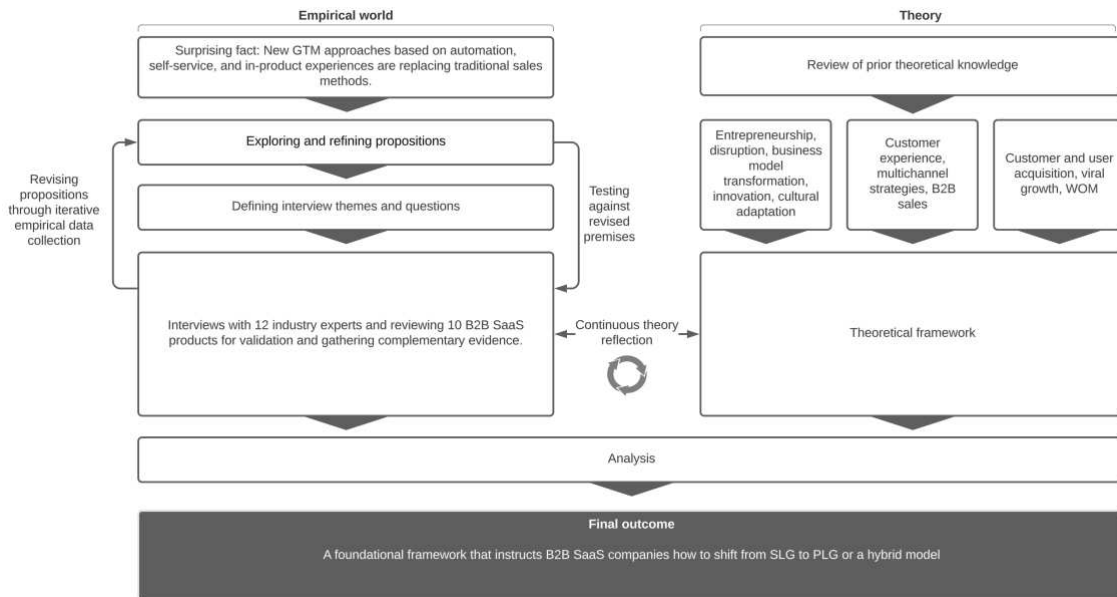 Empirical world
Theory
Surprising fact: New GTM approaches based on automation,
self-service, and in-product experiences are replacing traditional sales
methods.
Review of prior theoretical knowledge
Exploring and refining propositions
Revising
propositions
through iterative
empirical data
collection
Defining interview themes and questions
Testing
against
revised
premises
Entrepreneurship,
disruption, business
model
transformation,
innovation, cultural
adaptation
Customer
experience,
multichannel
strategies, B2B
sales
Customer and user
acquisition, viral
growth, WOM
Interviews with 12 industry experts and reviewing 10 B2B SaaS
products for validation and gathering complementary evidence.
Continuous theory
reflection
Theoretical framework
Analysis
Final outcome
A foundational framework that instructs B2B SaaS companies how to shift from SLG to PLG or a hybrid model